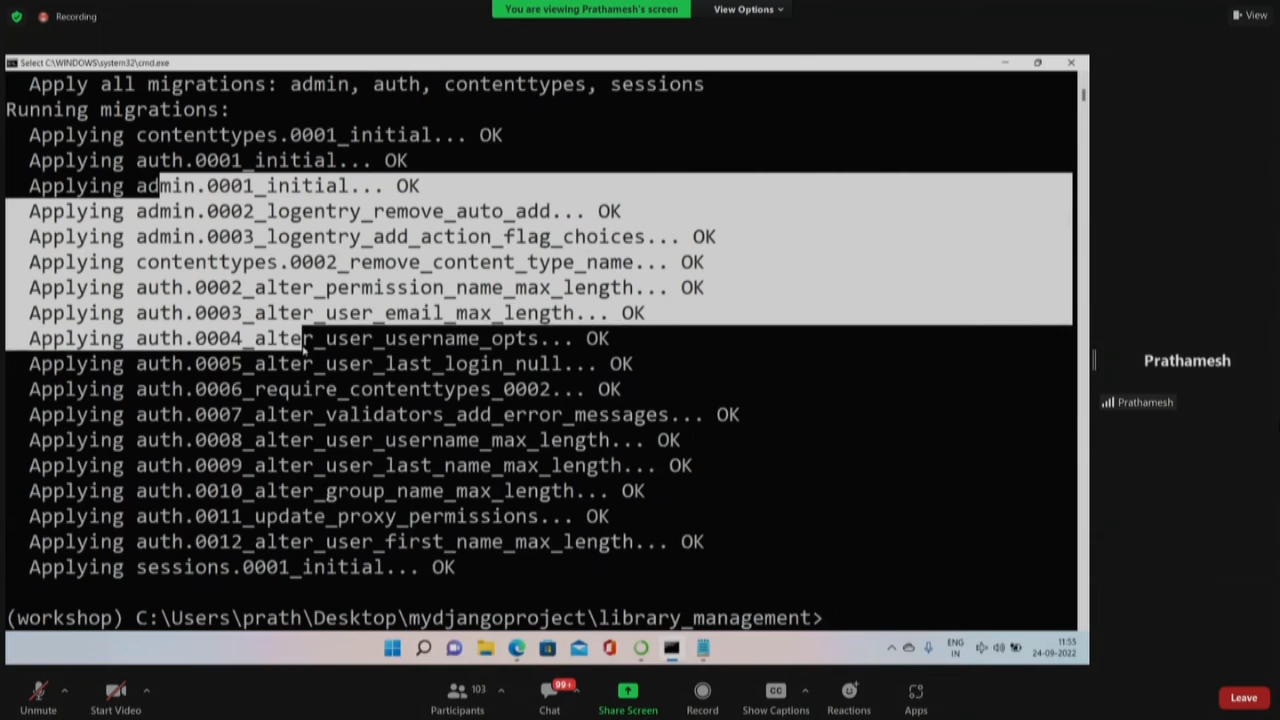 Recording
You are viewing Prathamesh's screen
View Options
View
Select C:\WINDOWS\system32\cmd.exe
Apply all migrations: admin, auth, contenttypes, sessions
Running migrations:
Applying contenttypes.0001_initial... OK
Applying auth.0001_initial... OK
Applying admin.0001_initial... OK
Applying admin.0002_logentry_remove_auto_add... OK
Applying admin.0003_logentry_add_action_flag_choices... OK
Applying contenttypes.0002_remove_content_type_name... OK
Applying auth.0002_alter_permission_name_max_length... OK
Applying auth.0003_alter_user_email_max_length... OK
Applying auth.0004_alter_user_username_opts... OK
Applying auth.0005_alter_user_last_login_null... OK
Applying auth.0006_require_contenttypes_0002... OK
Applying auth.0007_alter_validators_add_error_messages... OK
Applying auth.0008_alter_user_username_max_length... OK
Applying auth.0009_alter_user_last_name_max_length... OK
Applying auth.0010_alter_group_name_max_length... OK
Applying auth.0011_update_proxy_permissions... OK
Applying auth.0012_alter_user_first_name_max_length... OK
Applying sessions.0001_initial... OK
(workshop) C:\Users\prath\Desktop\mydjangoproject\library_management>
Prathamesh
Prathamesh
ENG
IN
11:55
24-09-2022
Unmute
Start Video
Participants
103
Chat
99+
Share Screen
Record
CC
Show Captions
Reactions
Apps
Leave